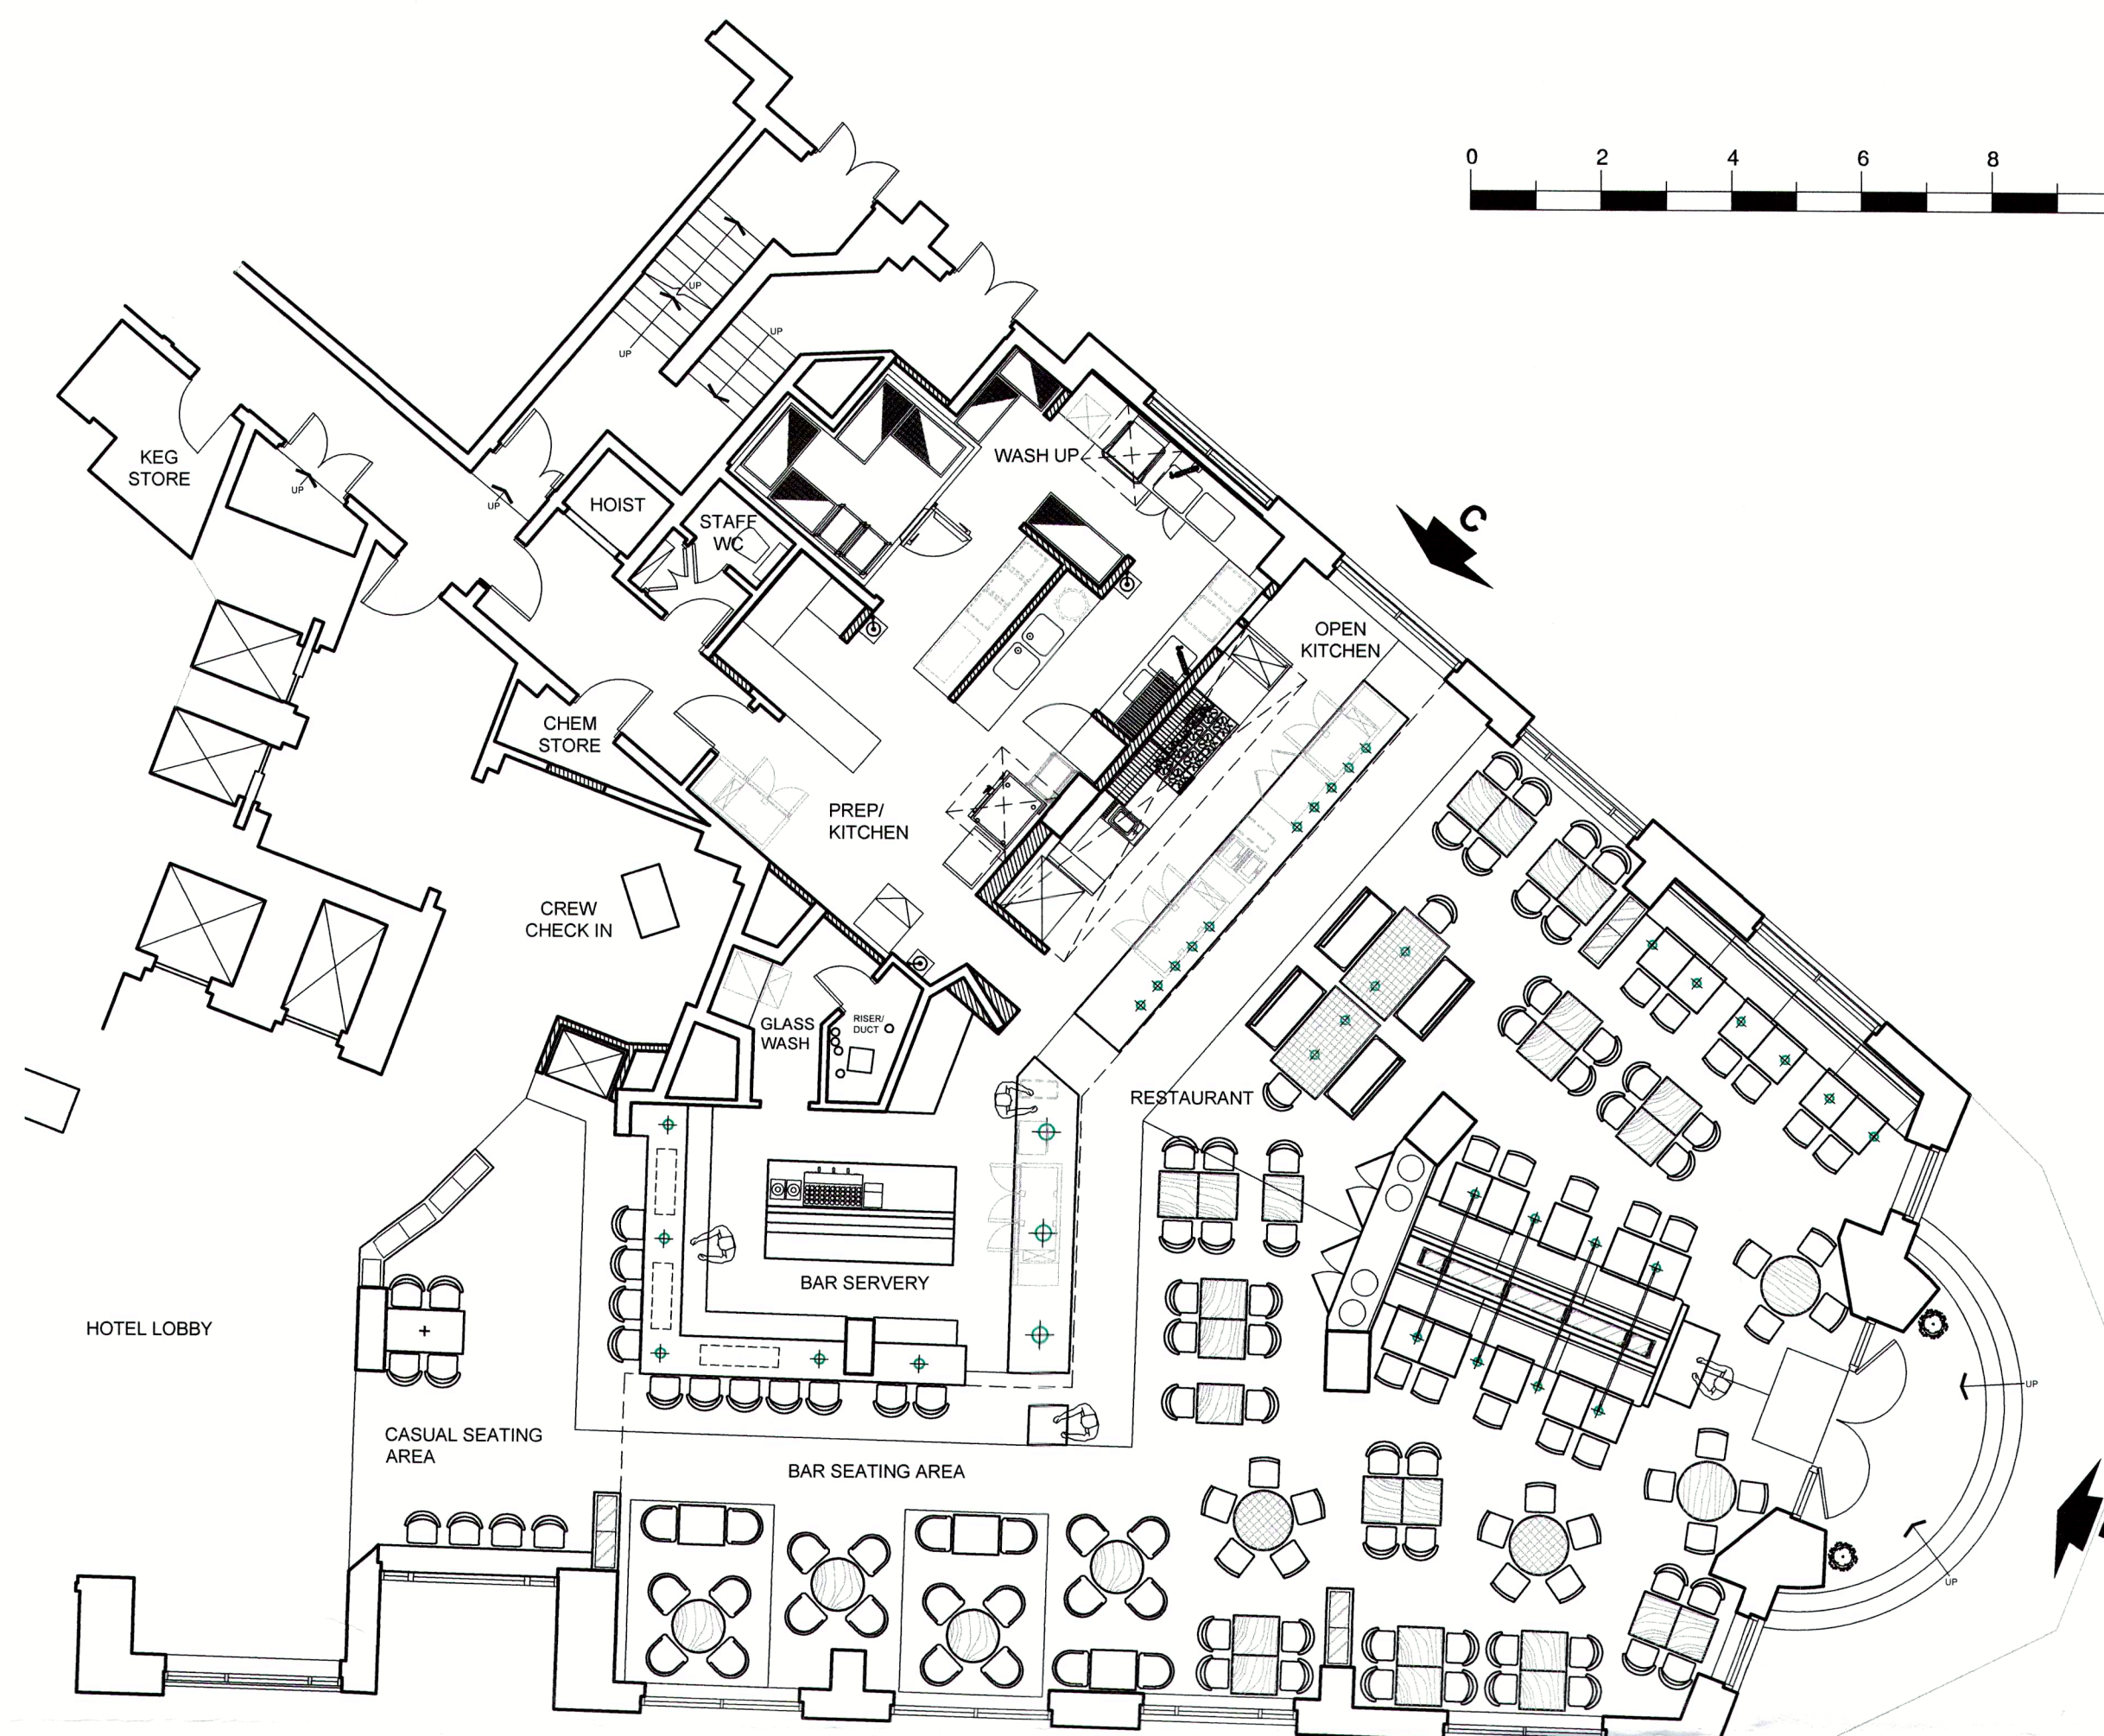 0 2 4 6 8
UP
UP
UP
C
KEG
STORE
UP
UP
HOIST
WASH UP
STAFF
WC
OPEN
KITCHEN
CHEM
STORE
PREP/
KITCHEN
CREW
CHECK IN
GLASS
WASH
RISER/
DUCT
RESTAURANT
BAR SERVERY
HOTEL LOBBY
UP
CASUAL SEATING
AREA
BAR SEATING AREA
UP